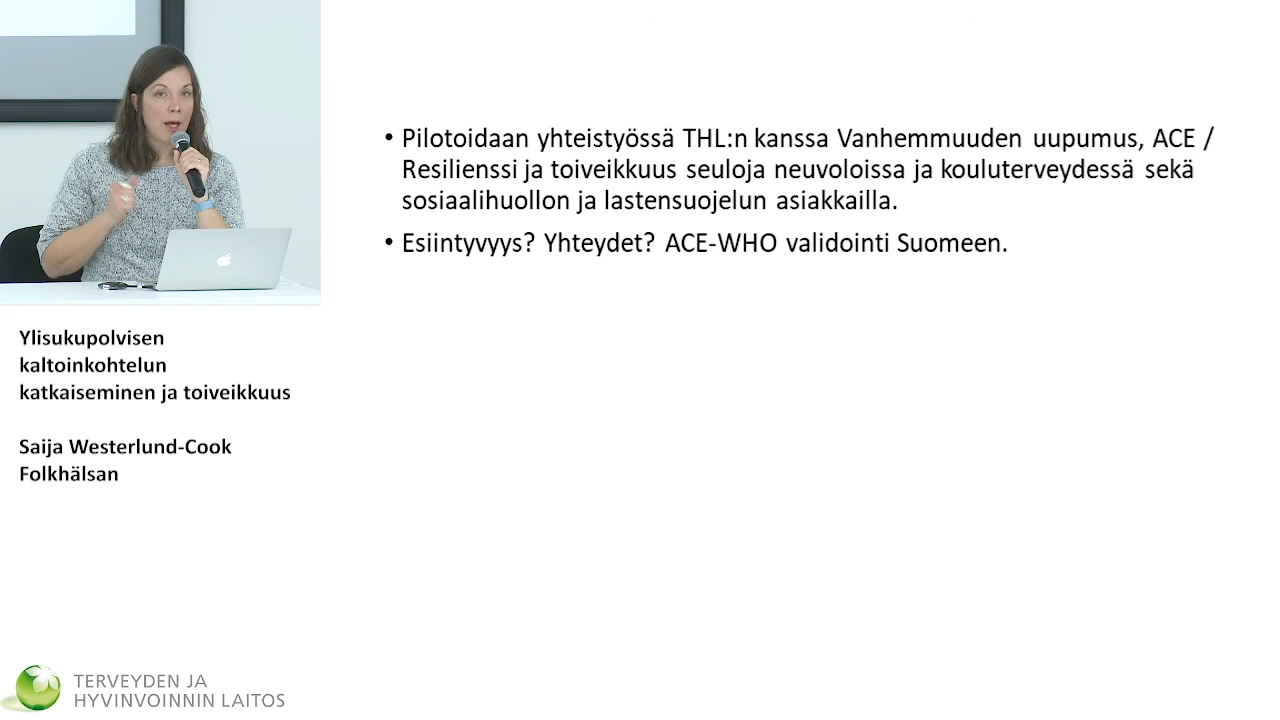 • Pilotoidaan yhteistyössä THL:n kanssa Vanhemmuuden uupumus, ACE /
Resilienssi ja toiveikkuus seuloja neuvoloissa ja kouluterveydessä sekä
sosiaalihuollon ja lastensuojelun asiakkailla.
• Esiintyvyys? Yhteydet? ACE-WHO validointi Suomeen.
Ylisukupolvisen
kaltoinkohtelun
katkaiseminen ja toiveikkuus
Saija Westerlund-Cook
Folkhälsan
TERVEYDEN JA
HYVINVOINNIN LAITOS